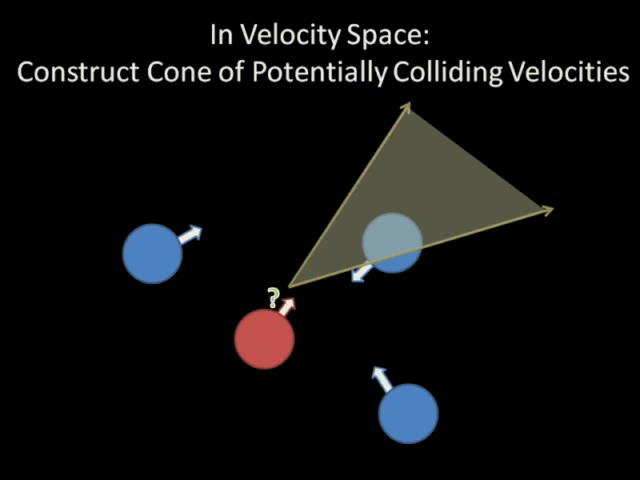 In Velocity Space:
Construct Cone of Potentially Colliding Velocities
?